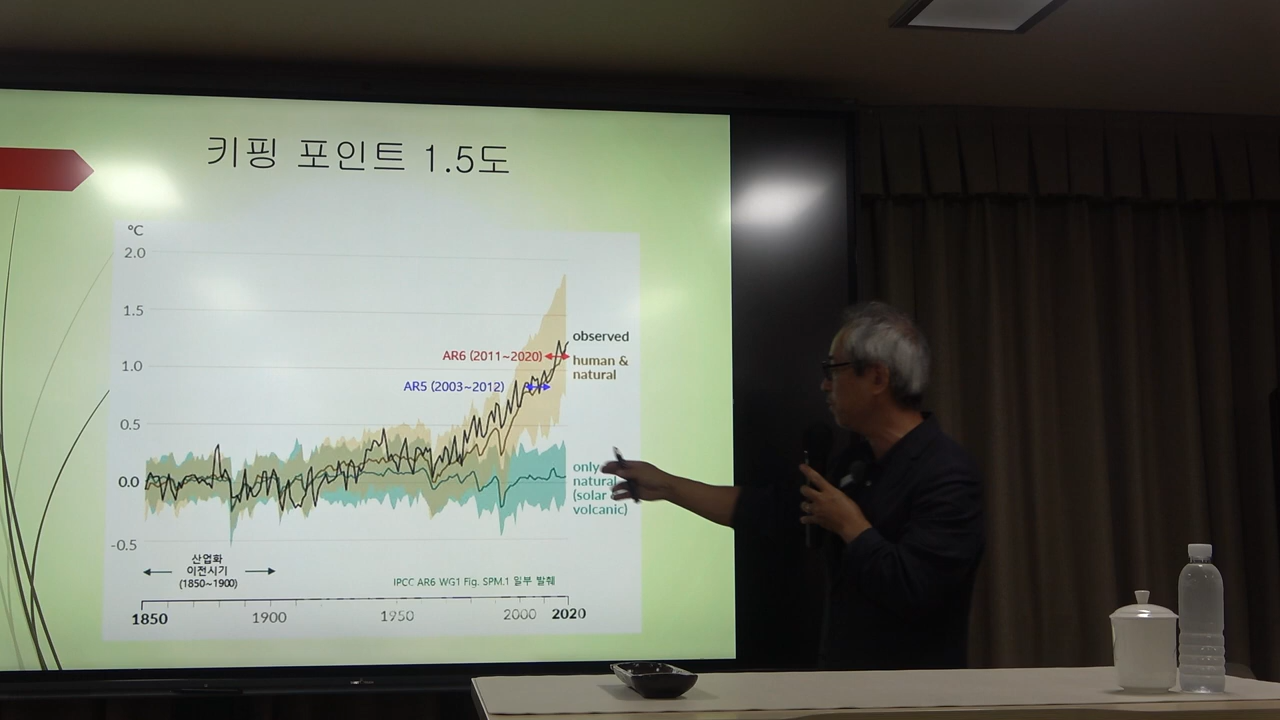 키핑 포인트 1.5도
°C
2.0
1.5
1.0
0.5
0.0
-0.5
observed
human &
natural
AR6 (2011~2020)
AR5 (2003~2012)
only
natural
(solar
volcanic)
산업화
이전시기
(1850~1900)
IPCC AR6 WG1 Fig. SPM.1 일부 발췌
1850
1900
1950
2000
2020